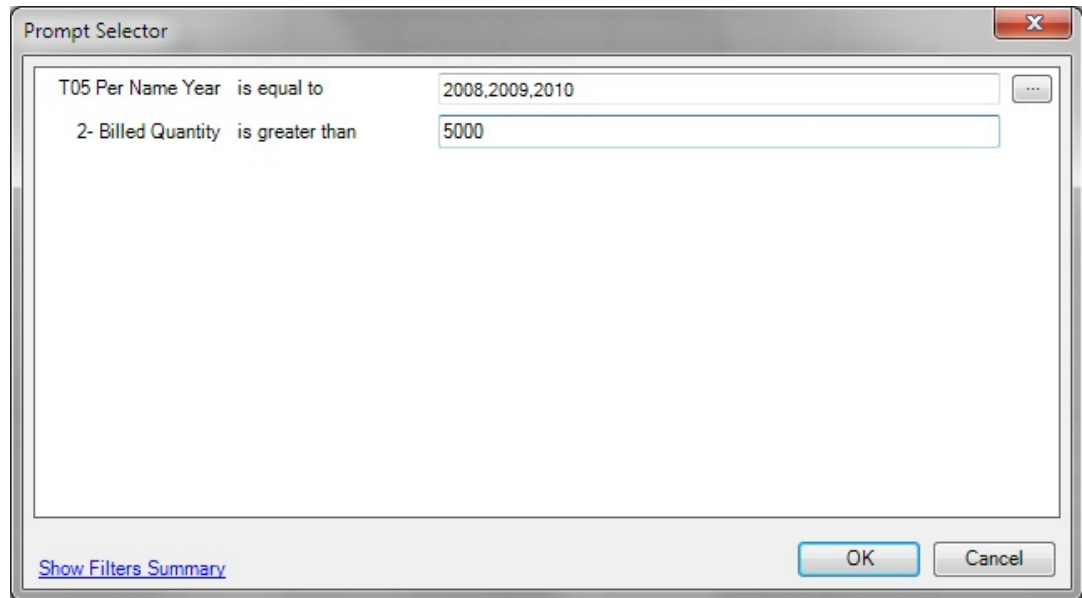 Prompt Selector
T05 Per Name Year is equal to 2008,2009,2010 ...
2- Billed Quantity is greater than 5000
Show Filters Summary OK Cancel